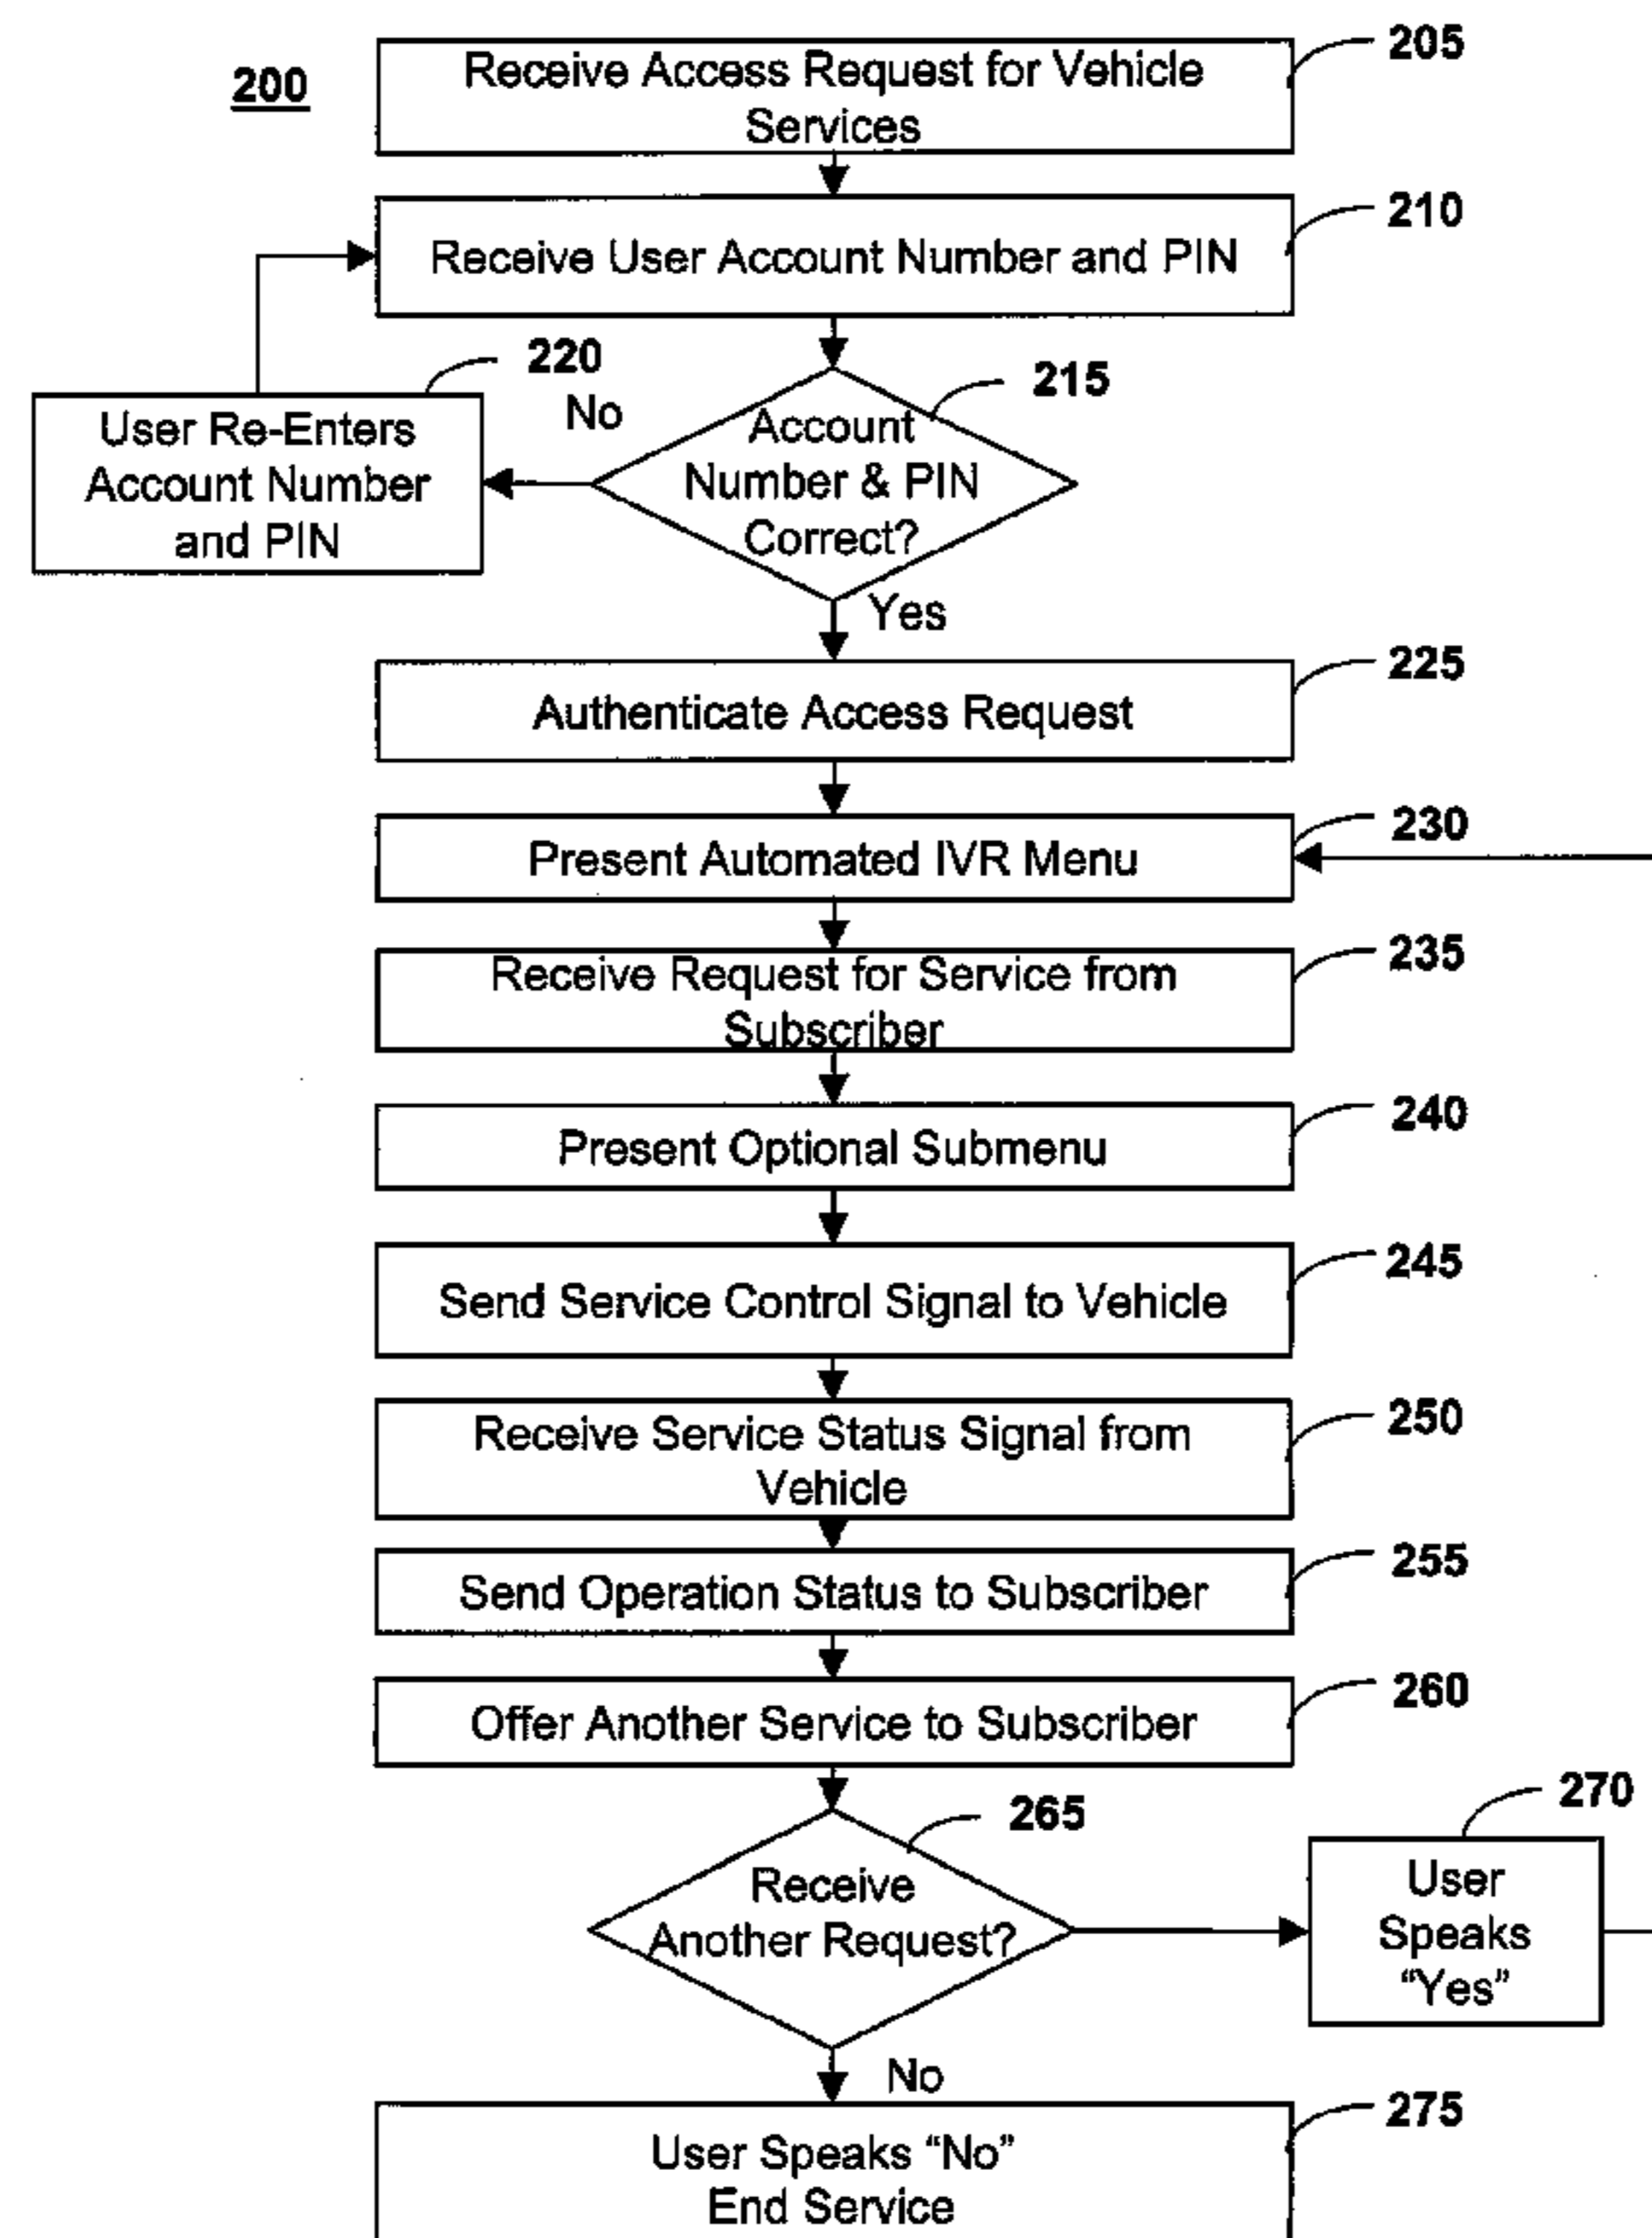 200
Receive Access Request for Vehicle
Services
205
Receive User Account Number and PIN
210
220
No
215
User Re-Enters
Account Number
and PIN
Account
Number & PIN
Correct?
Yes
Authenticate Access Request
225
Present Automated IVR Menu
230
Receive Request for Service from
Subscriber
235
Present Optional Submenu
240
Send Service Control Signal to Vehicle
245
Receive Service Status Signal from
Vehicle
250
Send Operation Status to Subscriber
255
Offer Another Service to Subscriber
260
265
Receive
Another Request?
270
User
Speaks
“Yes”
No
User Speaks “No”
End Service
275